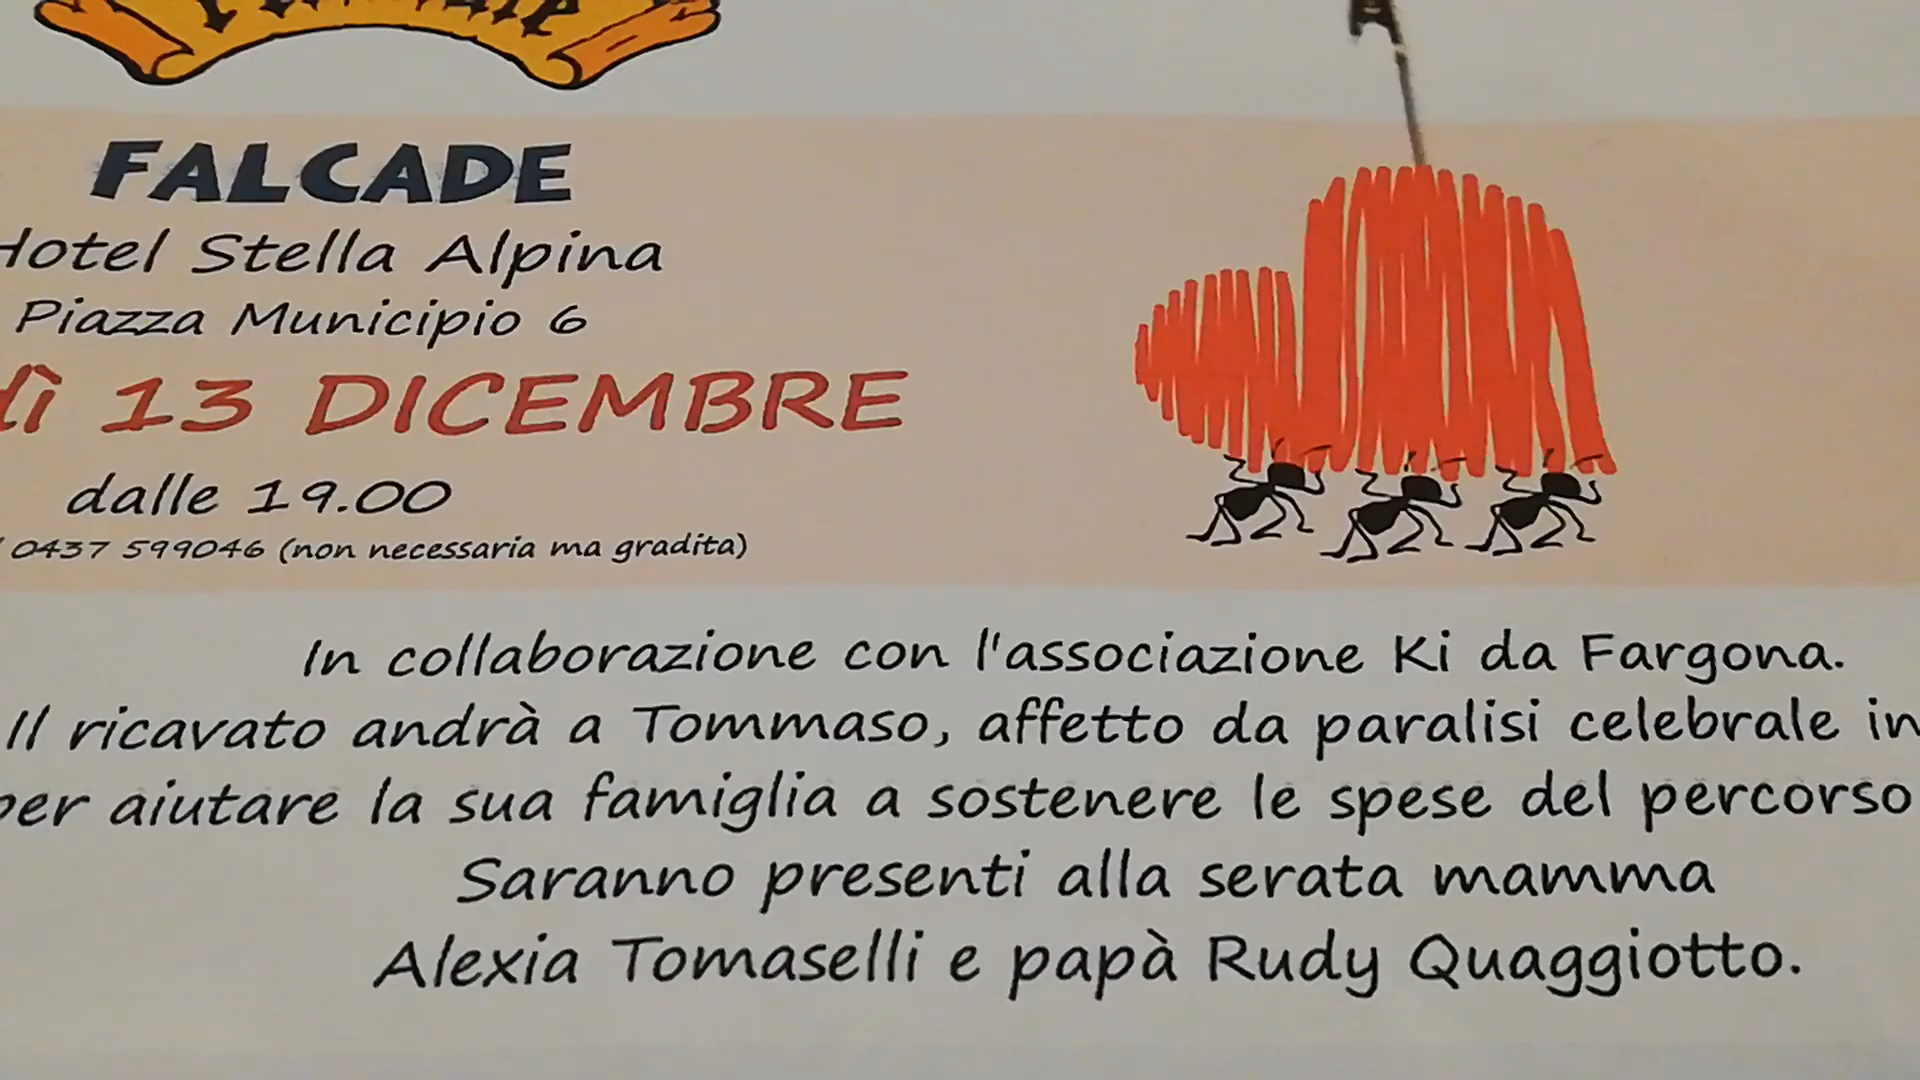 FALCADE
Hotel Stella Alpina
Piazza Municipio 6
dì 13 DICEMBRE
dalle 19.00
0437 599046 (non necessaria ma gradita)
In collaborazione con l'associazione Ki da Fargona.
Il ricavato andrà a Tommaso, affetto da paralisi celebrale in
per aiutare la sua famiglia a sostenere le spese del percorso
Saranno presenti alla serata mamma
Alexia Tomaselli e papà Rudy Quaggiotto.